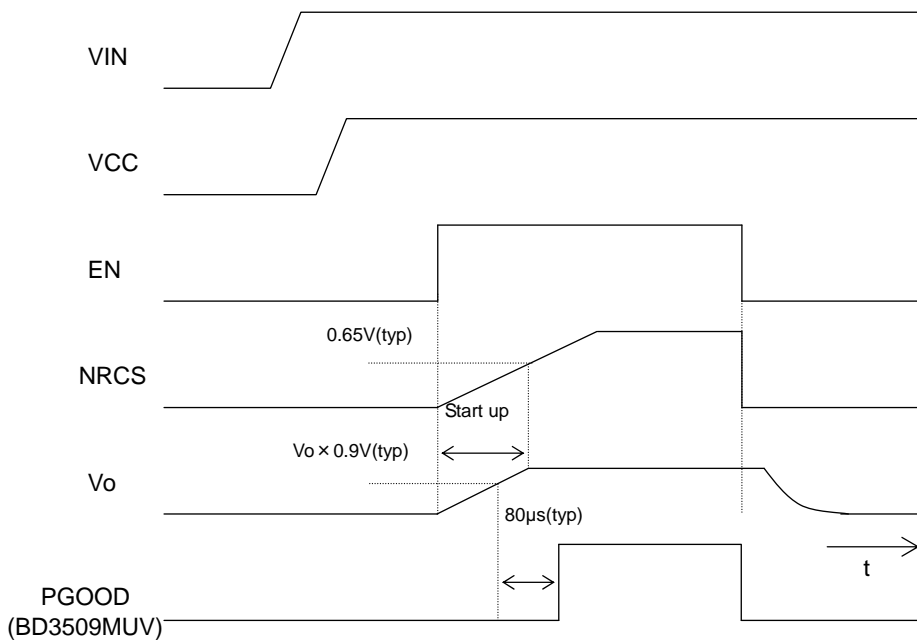 VIN
VCC
EN
0.65V(typ)
NRCS
Start up
Vo×0.9V(typ)
Vo
80µs(typ)
t
PGOOD
(BD3509MUV)